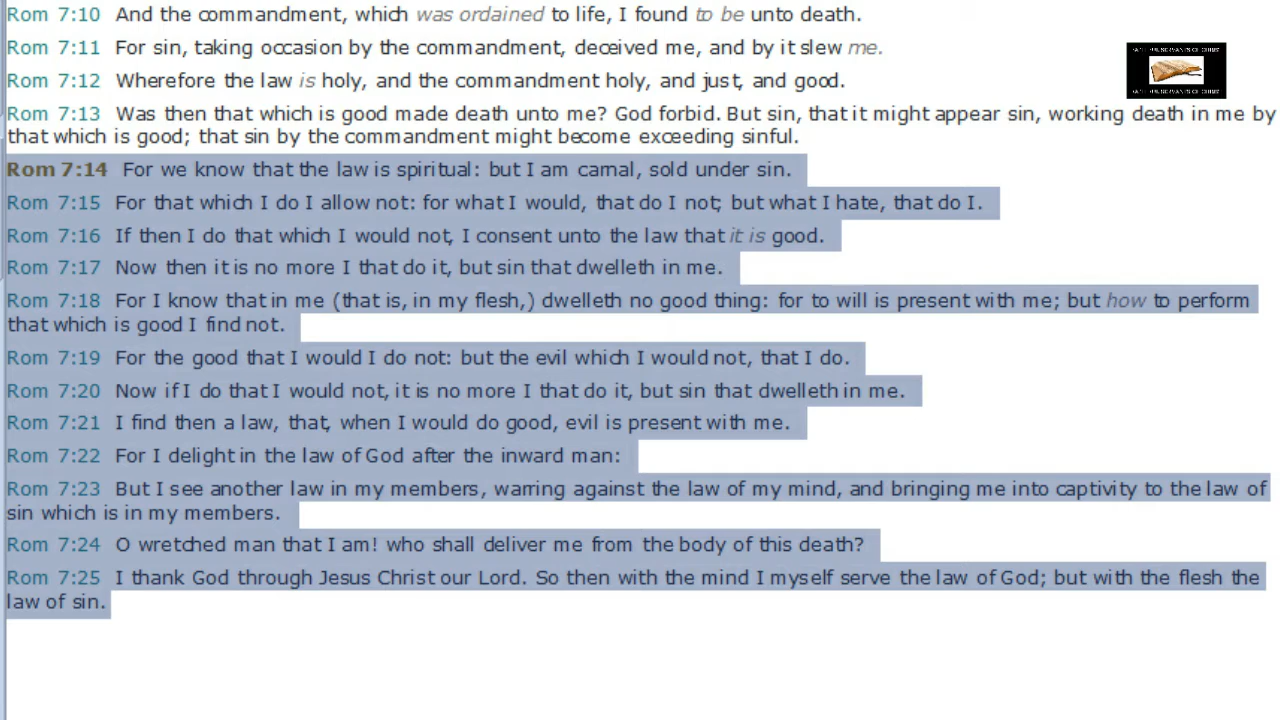 Rom 7:10 And the commandment, which was ordained to life, I found to be unto death.
Rom 7:11 For sin, taking occasion by the commandment, deceived me, and by it slew me.
Rom 7:12 Wherefore the law is holy, and the commandment holy, and just, and good.
Rom 7:13 Was then that which is good made death unto me? God forbid. But sin, that it might appear sin, working death in me by
that which is good; that sin by the commandment might become exceeding sinful.
Rom 7:14 For we know that the law is spiritual: but I am carnal, sold under sin.
Rom 7:15 For that which I do I allow not: for what I would, that do I not; but what I hate, that do I.
Rom 7:16 If then I do that which I would not, I consent unto the law that it is good.
Rom 7:17 Now then it is no more I that do it, but sin that dwelleth in me.
Rom 7:18 For I know that in me (that is, in my flesh,) dwelleth no good thing: for to will is present with me; but how to perform
that which is good I find not.
Rom 7:19 For the good that I would I do not: but the evil which I would not, that I do.
Rom 7:20 Now if I do that I would not, it is no more I that do it, but sin that dwelleth in me.
Rom 7:21 I find then a law, that, when I would do good, evil is present with me.
Rom 7:22 For I delight in the law of God after the inward man:
Rom 7:23 But I see another law in my members, warring against the law of my mind, and bringing me into captivity to the law of
sin which is in my members.
Rom 7:24 O wretched man that I am! who shall deliver me from the body of this death?
Rom 7:25 I thank God through Jesus Christ our Lord. So then with the mind I myself serve the law of God; but with the flesh the
law of sin.